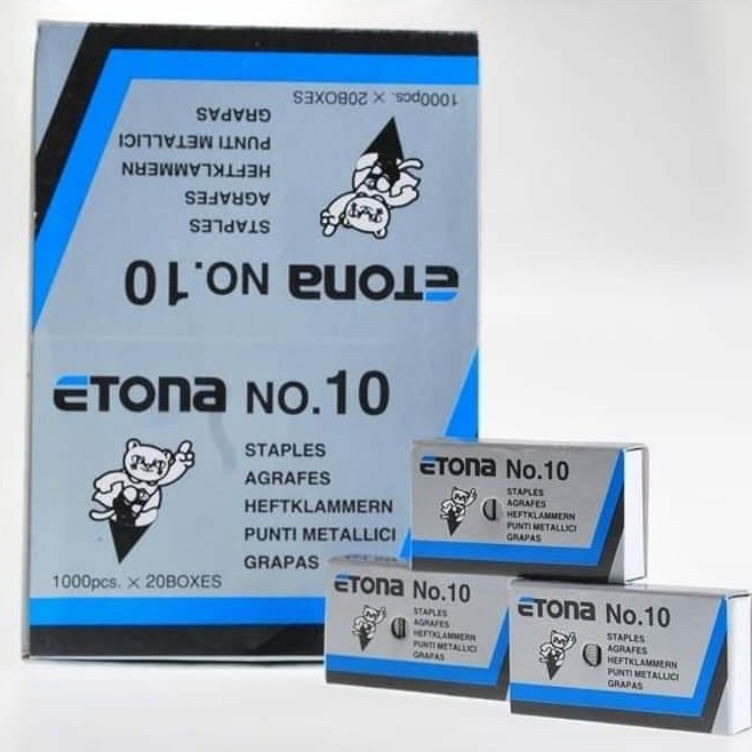 1000pcs. × 20BOXES
GRAPAS
PUNTI METALLICI
HEFTKLAMMERN
AGRAFES
STAPLES
ETONA NO.10
ETONA NO.10
STAPLES
AGRAFES
HEFTKLAMMERN
PUNTI METALLICI
GRAPAS
1000pcs. × 20BOXES
ETONA No.10
STAPLES
AGRAFES
HEFTKLAMMERN
PUNTI METALLICI
GRAPAS
ETONA No.10
STAPLES
AGRAFES
HEFTKLAMMERN
PUNTI METALLICI
GRAPAS
ETONA No.10
STAPLES
AGRAFES
HEFTKLAMMERN
PUNTI METALLICI
GRAPAS